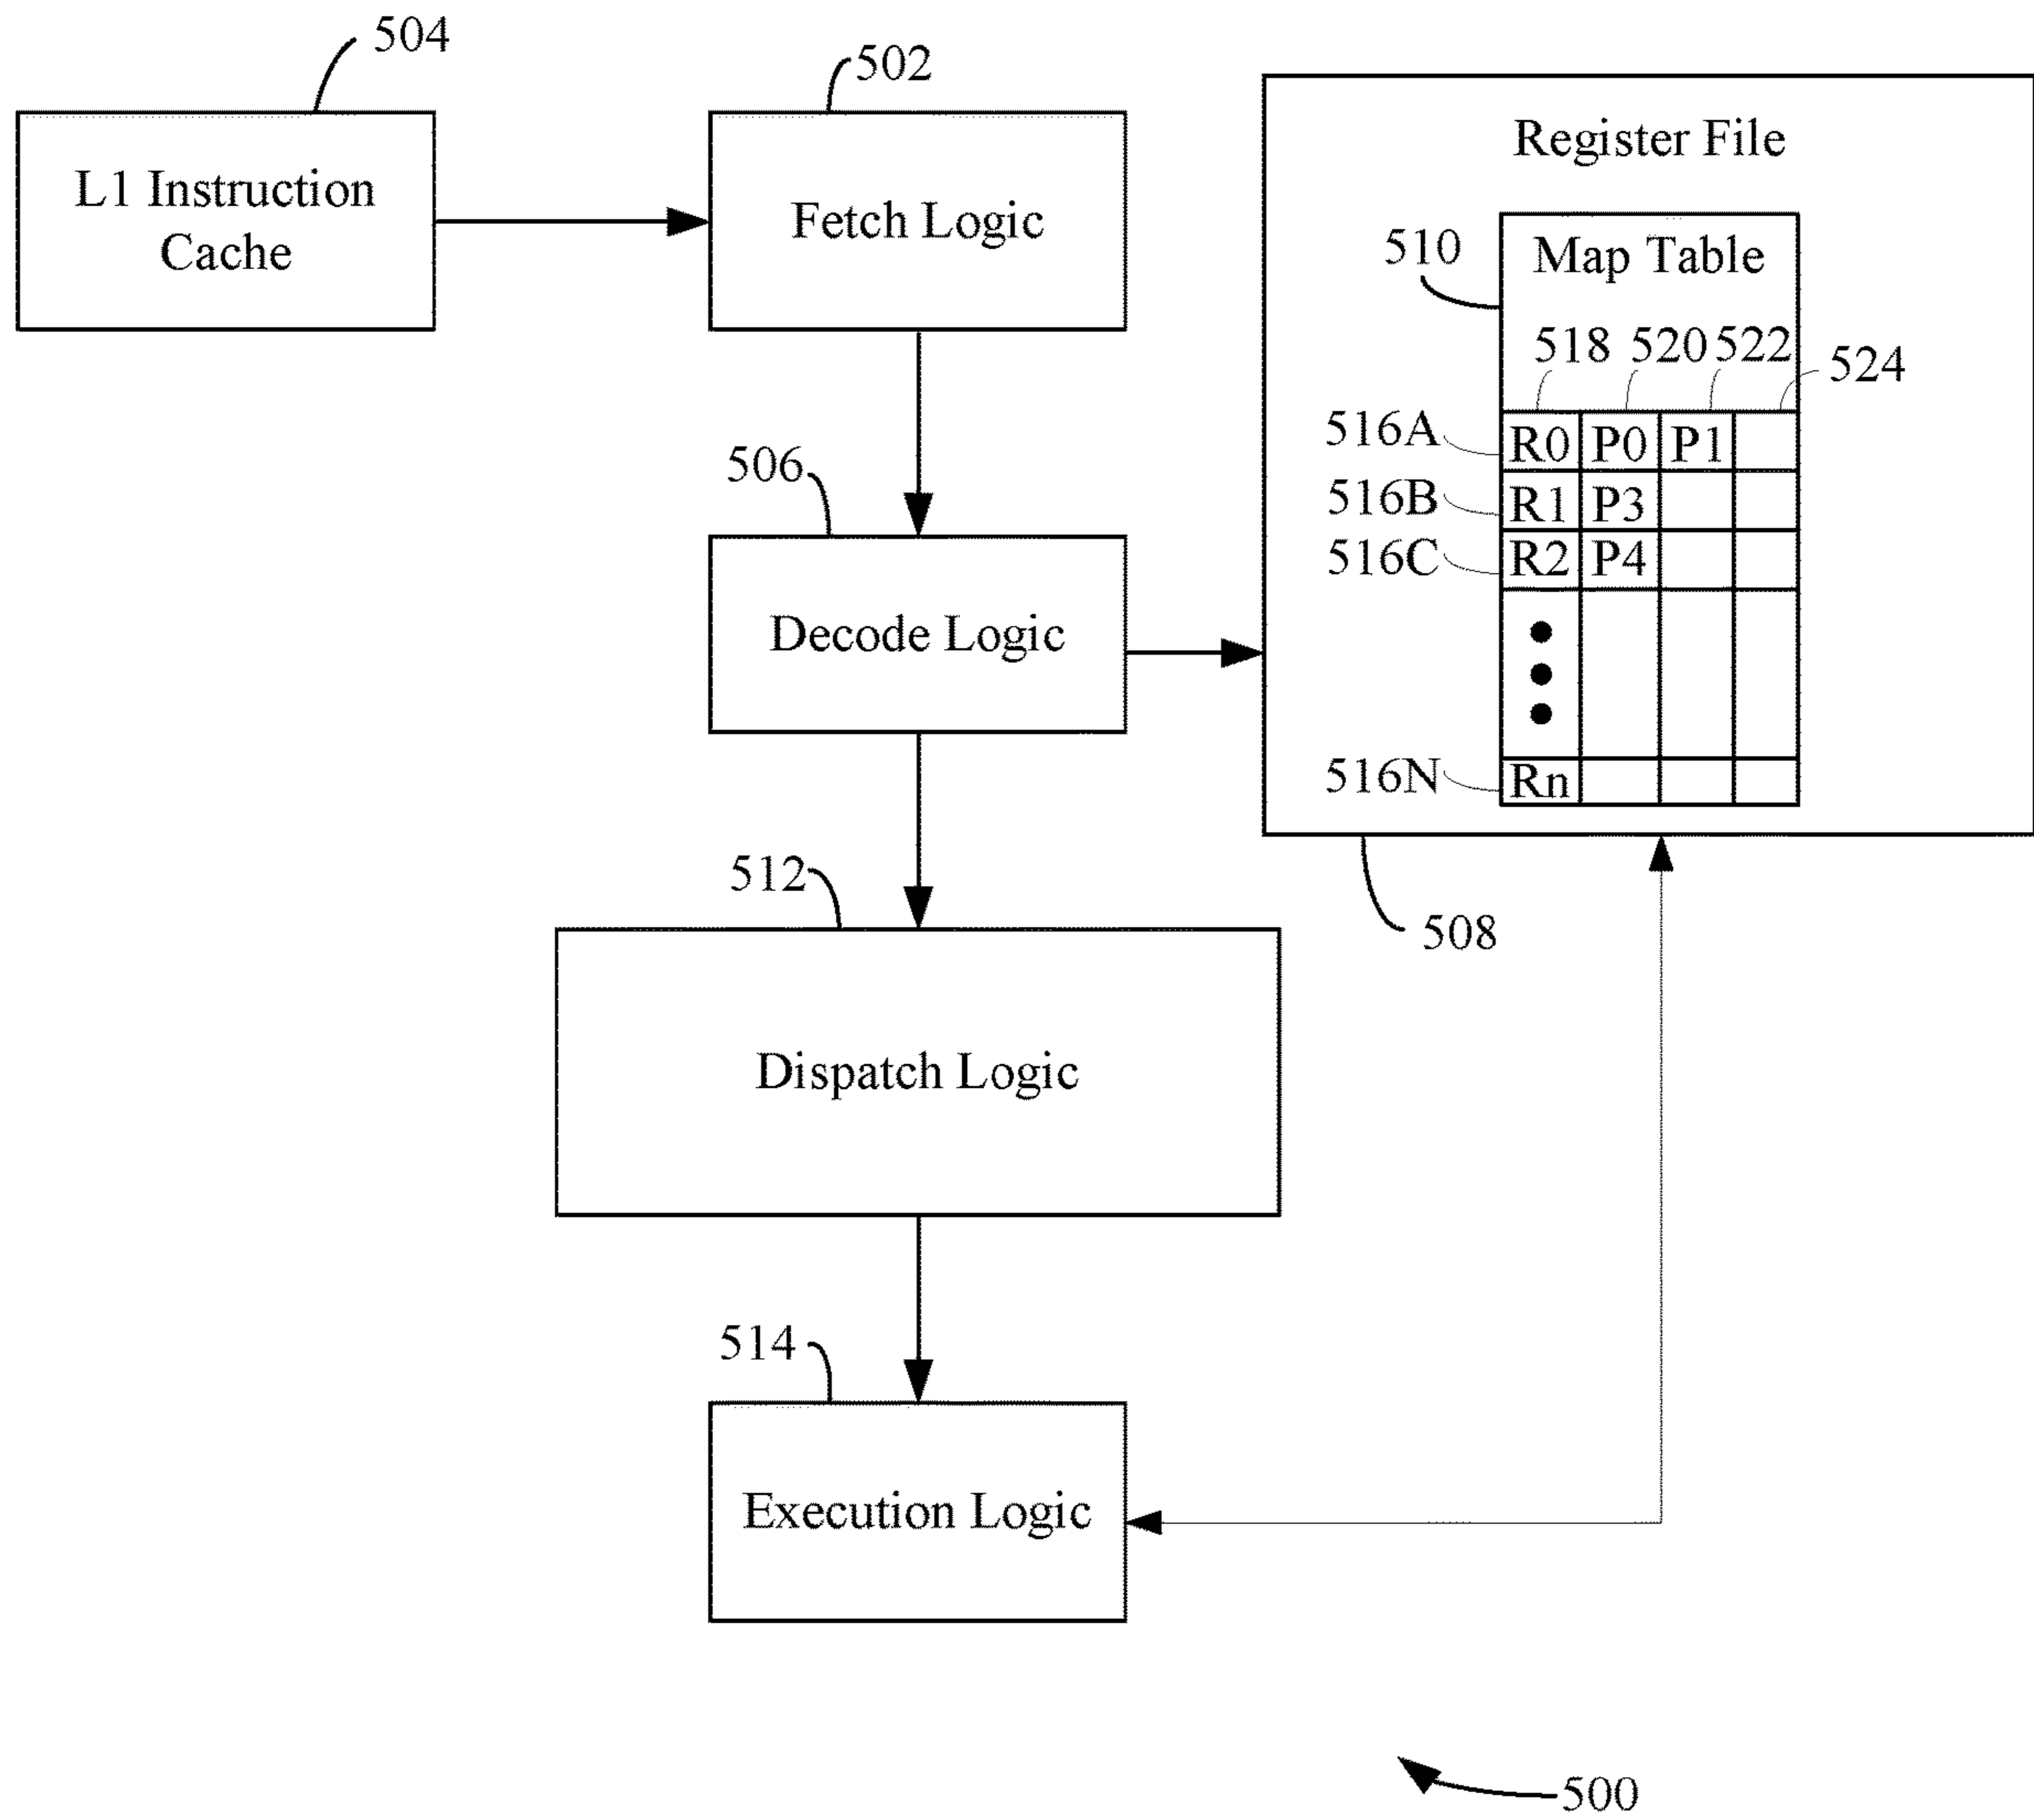 504
502
L1 Instruction
Cache
Fetch Logic
Register File
510
Map Table
518 520 522 524
516A R0 P0 P1
516B R1 P3
516C R2 P4
516N Rn
506
Decode Logic
508
512
Dispatch Logic
514
Execution Logic
500